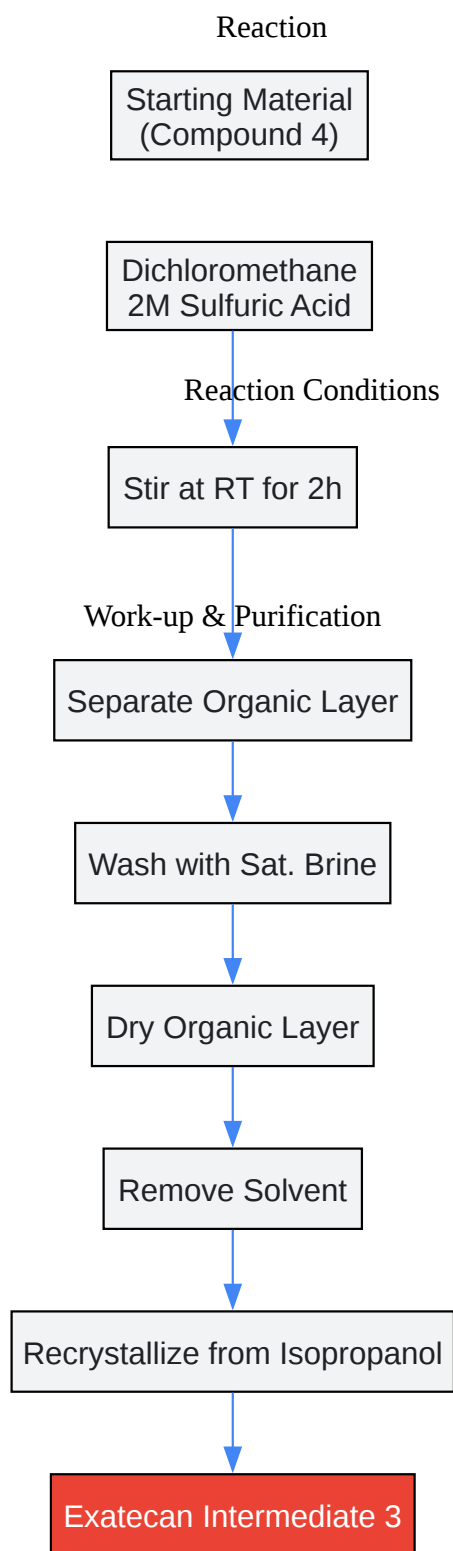 Reaction
Starting Material
(Compound 4)
Dichloromethane
2M Sulfuric Acid
Reaction Conditions
Stir at RT for 2h
Work-up & Purification
Separate Organic Layer
Wash with Sat. Brine
Dry Organic Layer
Remove Solvent
Recrystallize from Isopropanol
Exatecan Intermediate 3